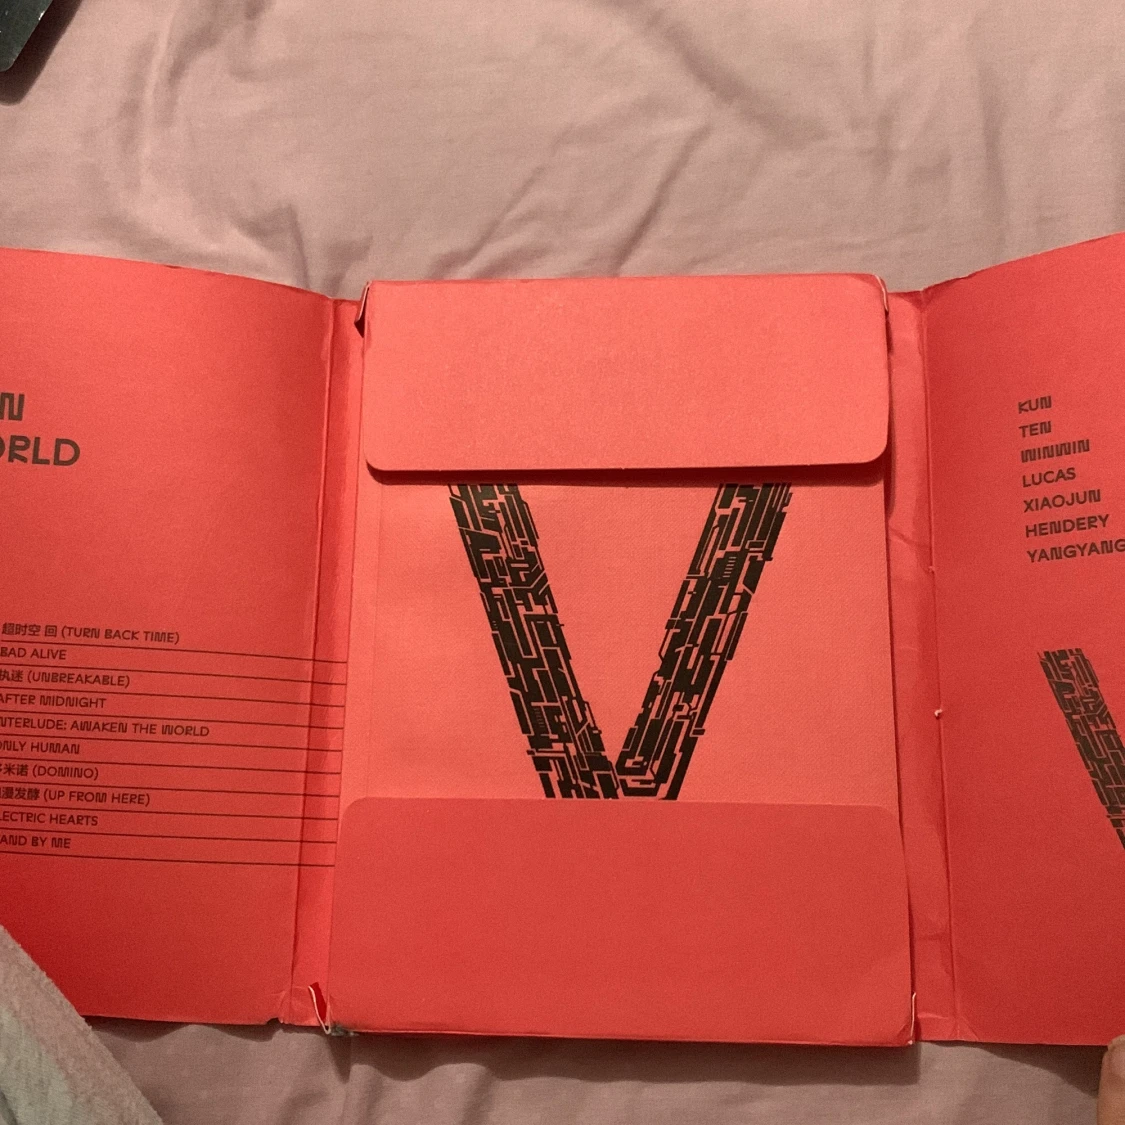 N
ORLD
超时空 回 (TURN BACK TIME)
BAD ALIVE
执迷 (UNBREAKABLE)
AFTER MIDNIGHT
NTERLUDE: AWAKEN THE WORLD
ONLY HUMAN
多米诺 (DOMINO)
漫发酵 (UP FROM HERE)
LECTRIC HEARTS
AND BY ME
V
KUN
TEN
WINWIN
LUCAS
XIAOJUN
HENDERY
YANGYANG